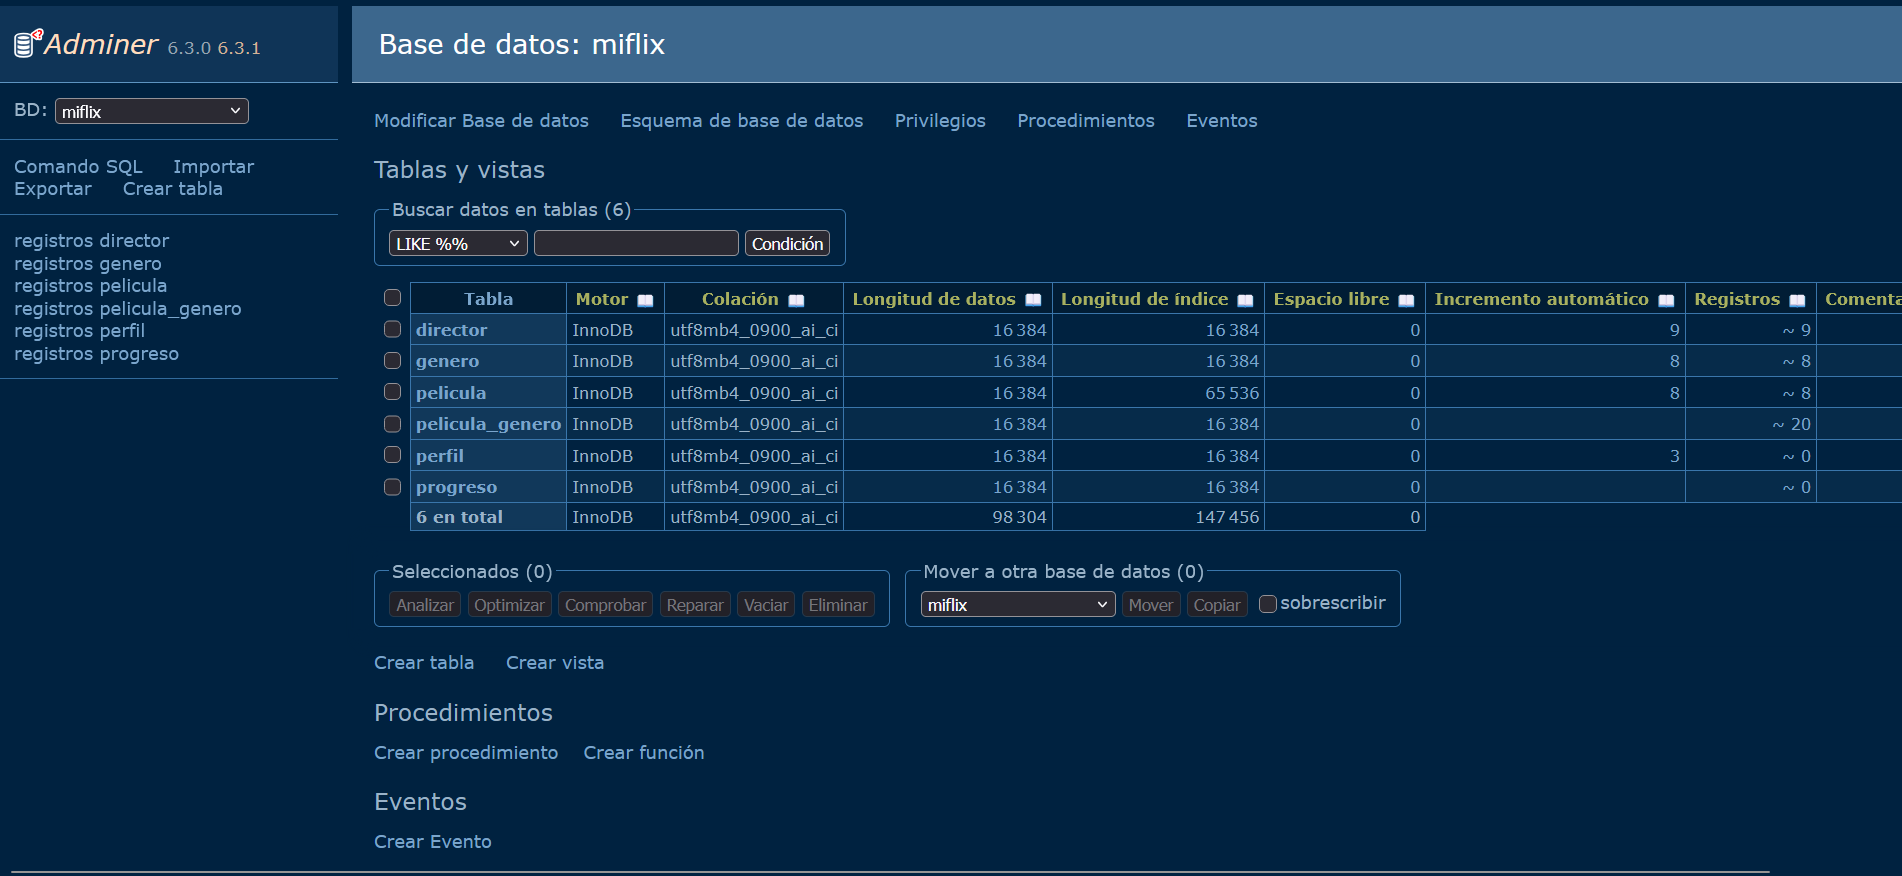 Adminer 6.3.0 6.3.1
BD: miflix
Comando SQL Importar
Exportar Crear tabla
registros director
registros genero
registros pelicula
registros pelicula_genero
registros perfil
registros progreso
Base de datos: miflix
Modificar Base de datos Esquema de base de datos Privilegios Procedimientos Eventos
Tablas y vistas
Buscar datos en tablas (6)
LIKE %% Condición
Tabla Motor Colación Longitud de datos Longitud de índice Espacio libre Incremento automático Registros Comenta
director InnoDB utf8mb4_0900_ai_ci 16 384 16 384 0 9 ~ 9
genero InnoDB utf8mb4_0900_ai_ci 16 384 16 384 0 8 ~ 8
pelicula InnoDB utf8mb4_0900_ai_ci 16 384 65 536 0 8 ~ 8
pelicula_genero InnoDB utf8mb4_0900_ai_ci 16 384 16 384 0 ~ 20
perfil InnoDB utf8mb4_0900_ai_ci 16 384 16 384 0 3 ~ 0
progreso InnoDB utf8mb4_0900_ai_ci 16 384 16 384 0 ~ 0
6 en total InnoDB utf8mb4_0900_ai_ci 98 304 147 456 0
Seleccionados (0)
Analizar Optimizar Comprobar Reparar Vaciar Eliminar
Mover a otra base de datos (0)
miflix Mover Copiar sobrescribir
Crear tabla Crear vista
Procedimientos
Crear procedimiento Crear función
Eventos
Crear Evento